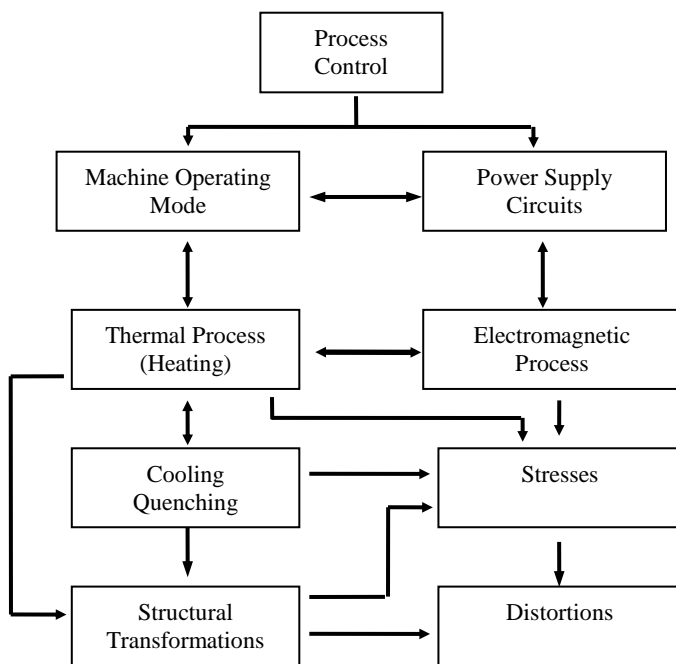 Process
Control
Machine Operating
Mode
Power Supply
Circuits
Thermal Process
(Heating)
Electromagnetic
Process
Cooling
Quenching
Stresses
Structural
Transformations
Distortions